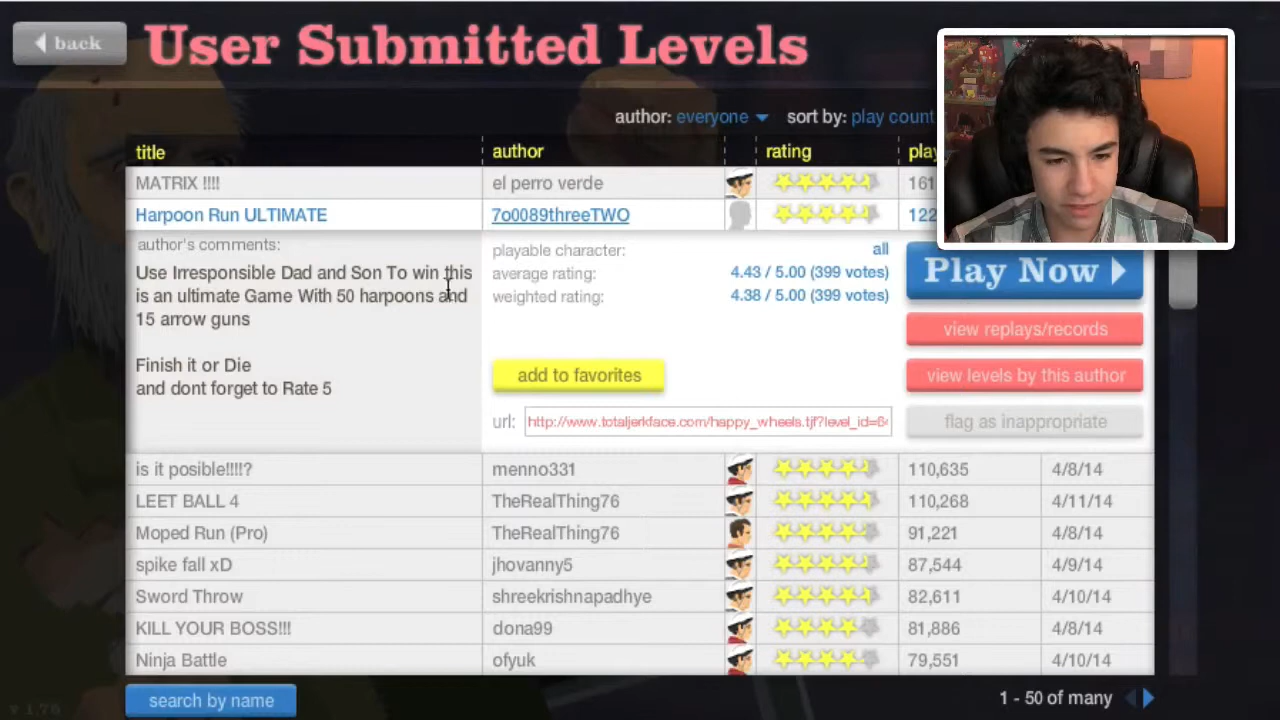 back
User Submitted Levels
author: everyone sort by: play count
title author rating
MATRIX !!!! el perro verde 161
Harpoon Run ULTIMATE 7o0089threeTWO 122
author's comments:
Use Irresponsible Dad and Son To win this
is an ultimate Game With 50 harpoons and
15 arrow guns
Finish it or Die
and dont forget to Rate 5
playable character: all
average rating: 4.43 / 5.00 (399 votes)
weighted rating: 4.38 / 5.00 (399 votes)
add to favorites
url: http://www.totaljerkface.com/happy_wheels.tjf?level_id=6
Play Now
view replays/records
view levels by this author
flag as inappropriate
is it posible!!!!? menno331 110,635 4/8/14
LEET BALL 4 TheRealThing76 110,268 4/11/14
Moped Run (Pro) TheRealThing76 91,221 4/8/14
spike fall xD jhovanny5 87,544 4/9/14
Sword Throw shreekrishnapadhye 82,611 4/10/14
KILL YOUR BOSS!!! dona99 81,886 4/8/14
Ninja Battle ofyuk 79,551 4/10/14
search by name
1 - 50 of many